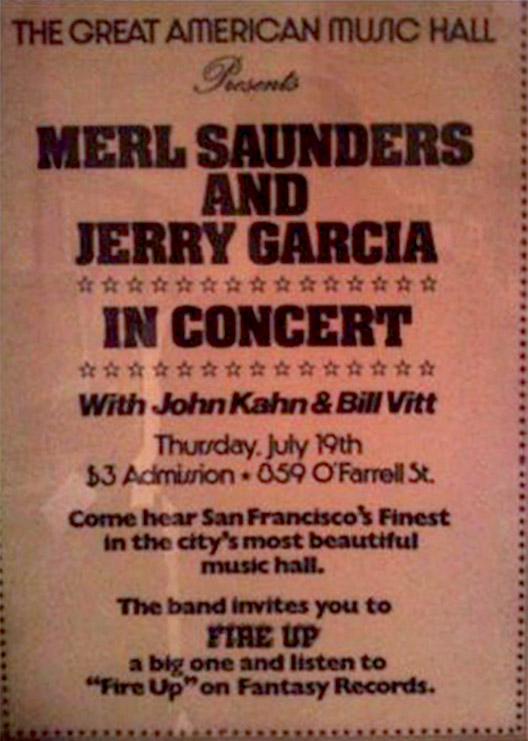 THE GREAT AMERICAN MUSIC HALL
Presents
MERL SAUNDERS
AND
JERRY GARCIA
☆☆☆☆☆☆☆☆☆☆☆☆☆☆☆☆☆
IN CONCERT
☆☆☆☆☆☆☆☆☆☆☆☆☆☆☆☆☆
With John Kahn & Bill Vitt
Thursday, July 19th
$3 Admission • 859 O'Farrell St.
Come hear San Francisco's Finest
in the city's most beautiful
music hall.
The band invites you to
FIRE UP
a big one and listen to
"Fire Up" on Fantasy Records.